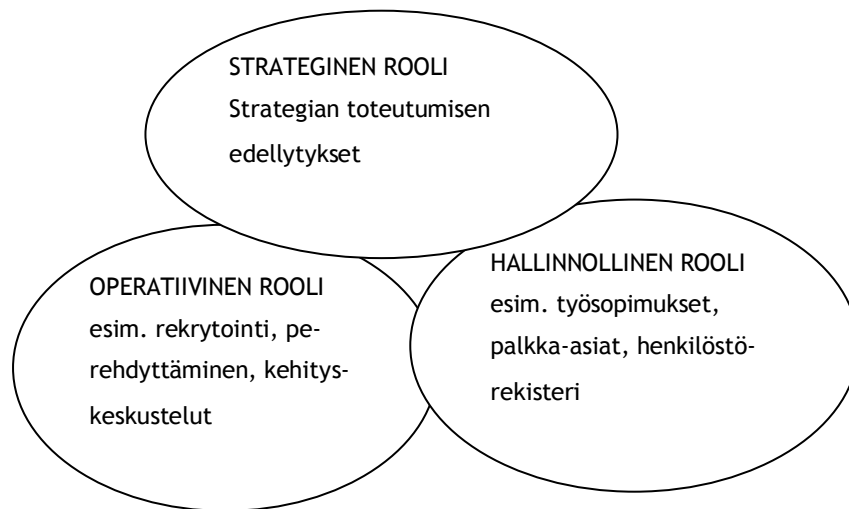 STRATEGINEN ROOLI
Strategian toteutumisen
edellytykset
OPERATIIVINEN ROOLI
esim. rekrytointi, pe-
rehdyttäminen, kehitys-
keskustelut
HALLINNOLLINEN ROOLI
esim. työsopimukset,
palkka-asiat, henkilöstö-
rekisteri